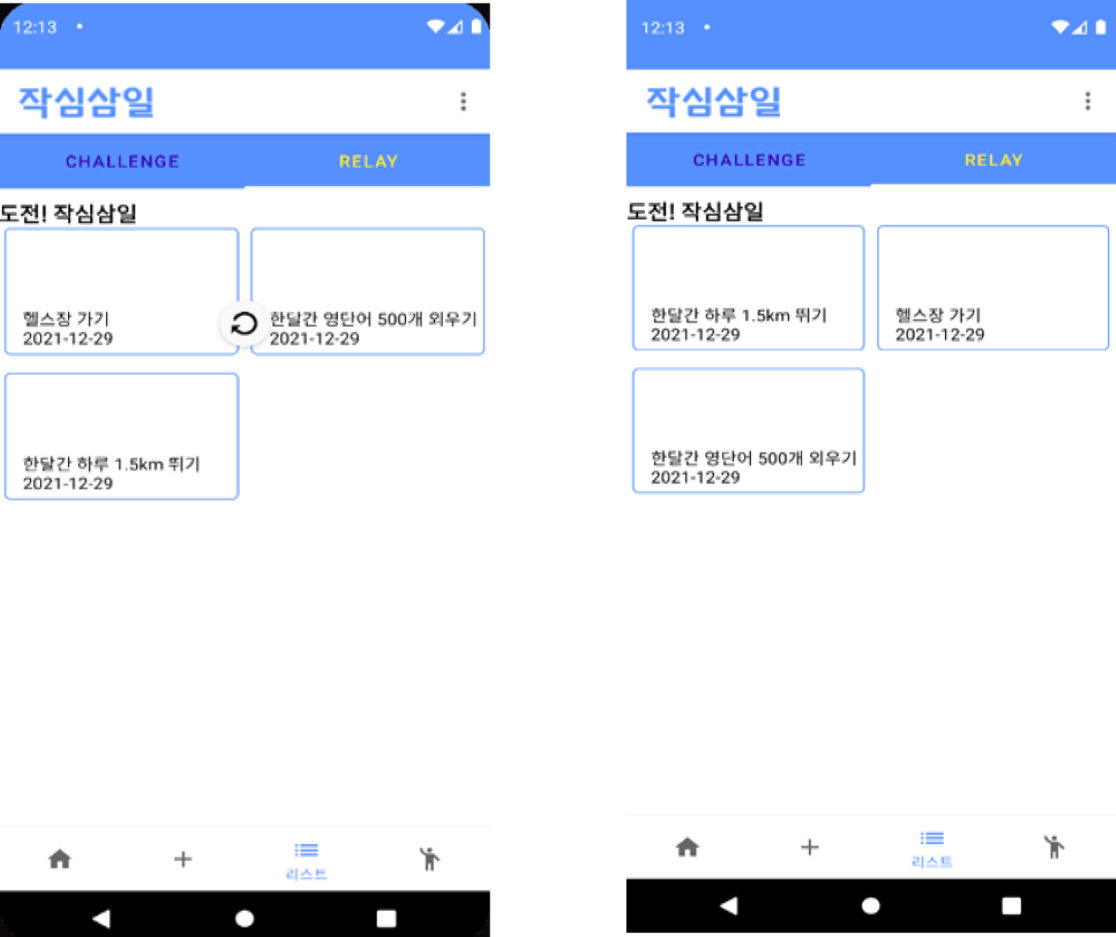 12:13
작심삼일
CHALLENGE RELAY
도전! 작심삼일
헬스장 가기
2021-12-29
한달간 영단어 500개 외우기
2021-12-29
한달간 하루 1.5km 뛰기
2021-12-29
리스트
12:13
작심삼일
CHALLENGE RELAY
도전! 작심삼일
한달간 하루 1.5km 뛰기
2021-12-29
헬스장 가기
2021-12-29
한달간 영단어 500개 외우기
2021-12-29
리스트